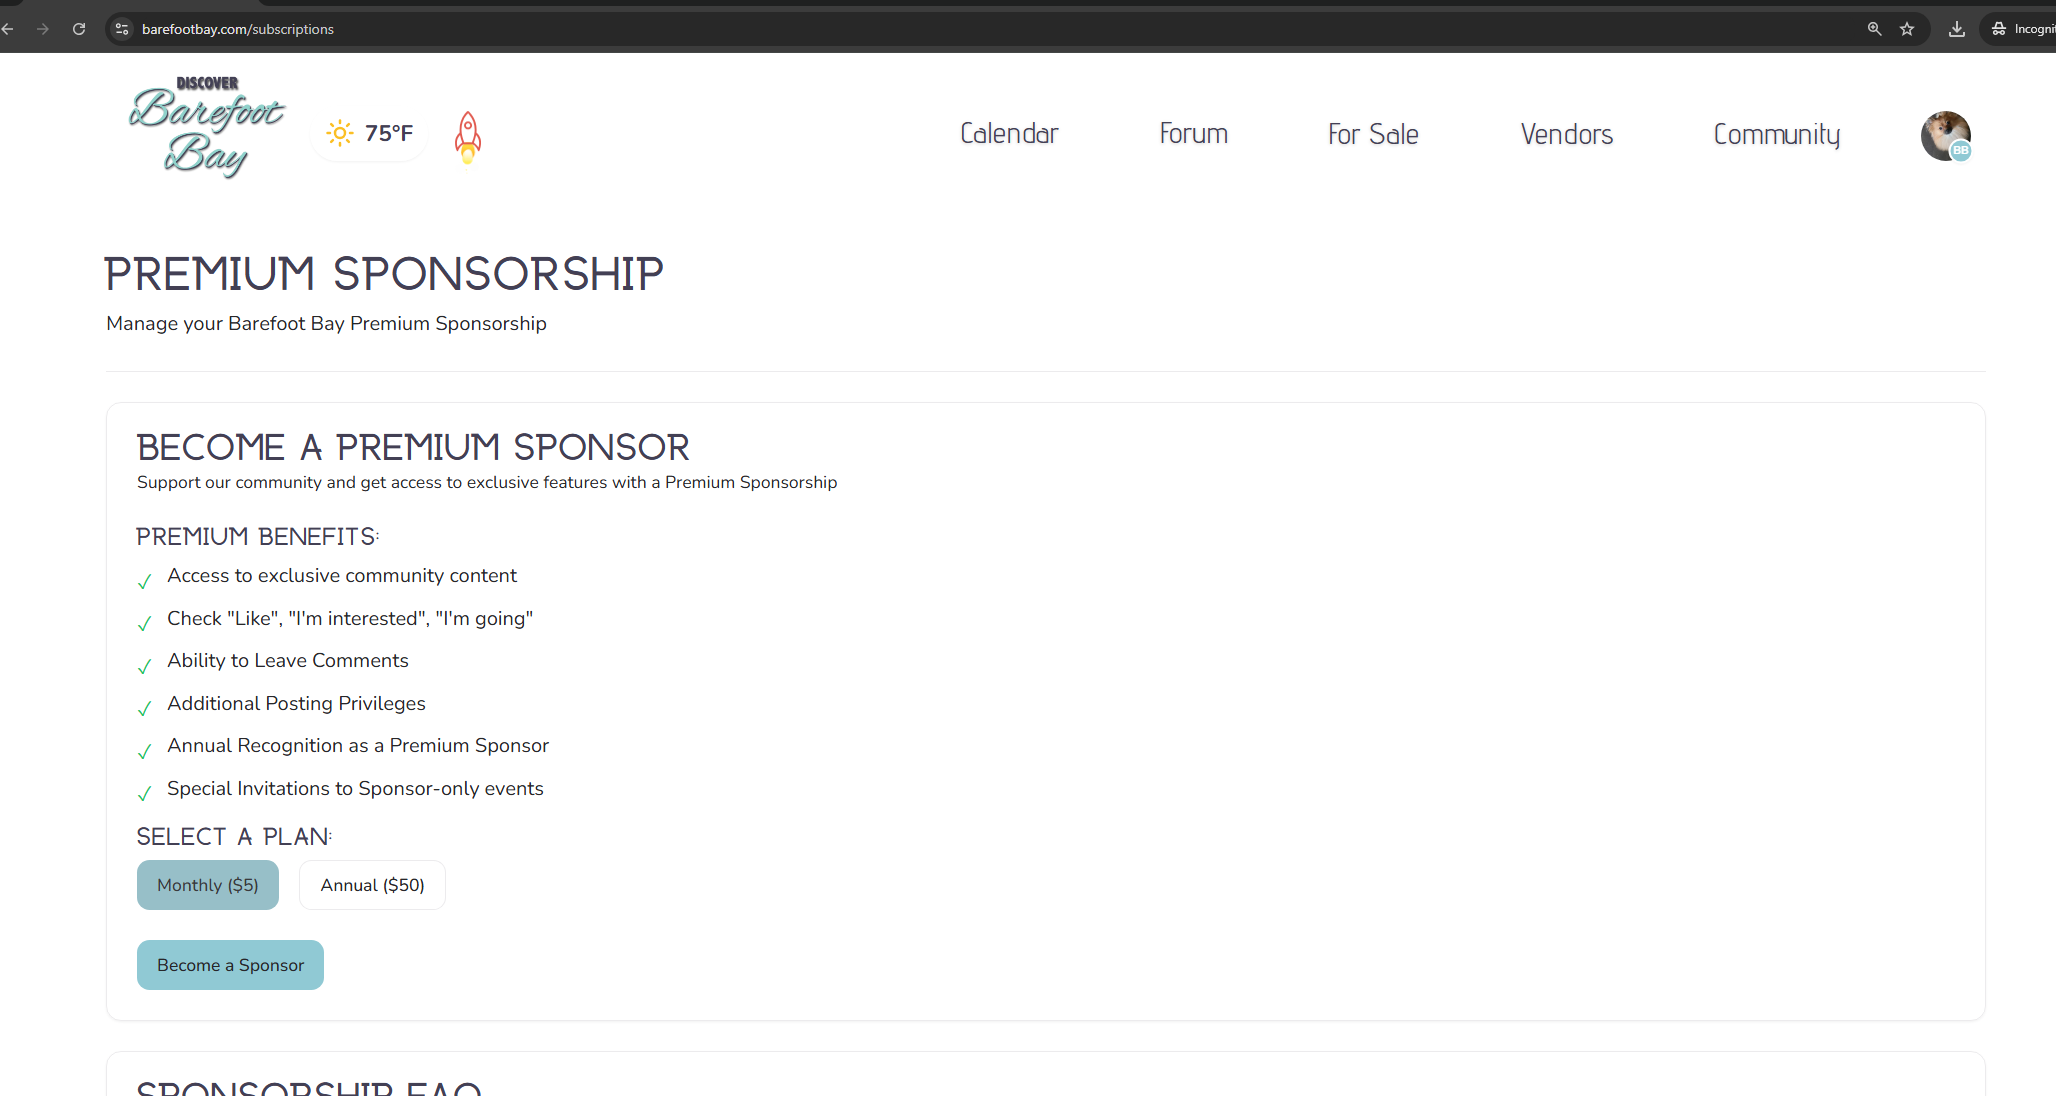 barefootbay.com/subscriptions
DISCOVER
Barefoot
Bay
75°F
Calendar
Forum
For Sale
Vendors
Community
BB
PREMIUM SPONSORSHIP
Manage your Barefoot Bay Premium Sponsorship
BECOME A PREMIUM SPONSOR
Support our community and get access to exclusive features with a Premium Sponsorship
PREMIUM BENEFITS:
Access to exclusive community content
Check "Like", "I'm interested", "I'm going"
Ability to Leave Comments
Additional Posting Privileges
Annual Recognition as a Premium Sponsor
Special Invitations to Sponsor-only events
SELECT A PLAN:
Monthly ($5)
Annual ($50)
Become a Sponsor
SPONSORSHIP FAQ